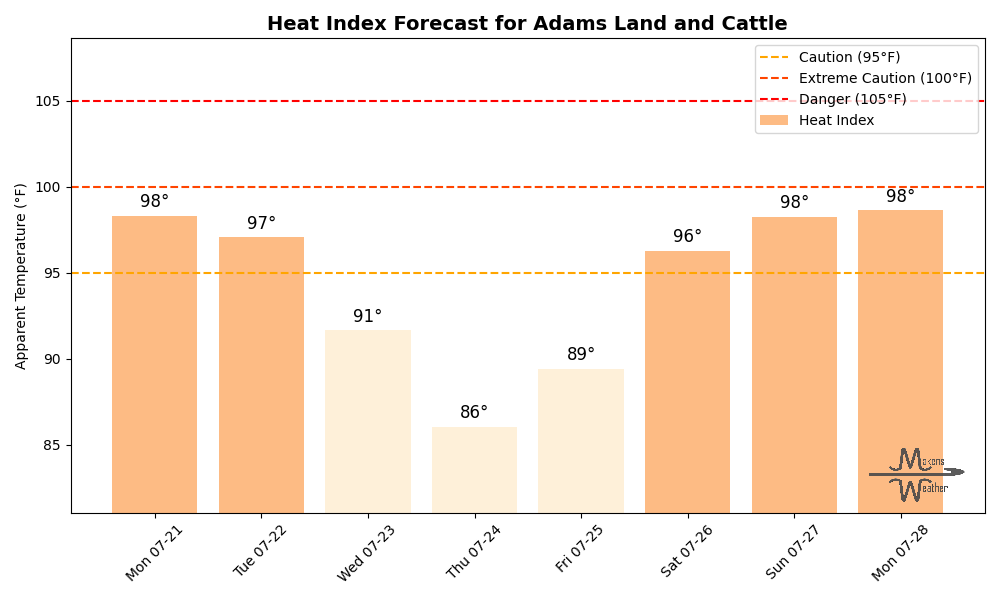 Heat Index Forecast for Adams Land and Cattle
Caution (95°F)
Extreme Caution (100°F)
Danger (105°F)
Heat Index
Apparent Temperature (°F)
105
100
95
90
85
98°
97°
91°
86°
89°
96°
98°
98°
Mon 07-21
Tue 07-22
Wed 07-23
Thu 07-24
Fri 07-25
Sat 07-26
Sun 07-27
Mon 07-28